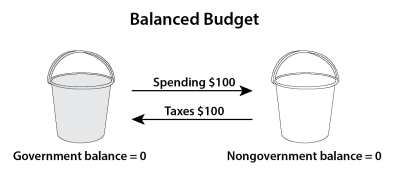 Balanced Budget
Spending $100
Taxes $100
Government balance = 0
Nongovernment balance = 0